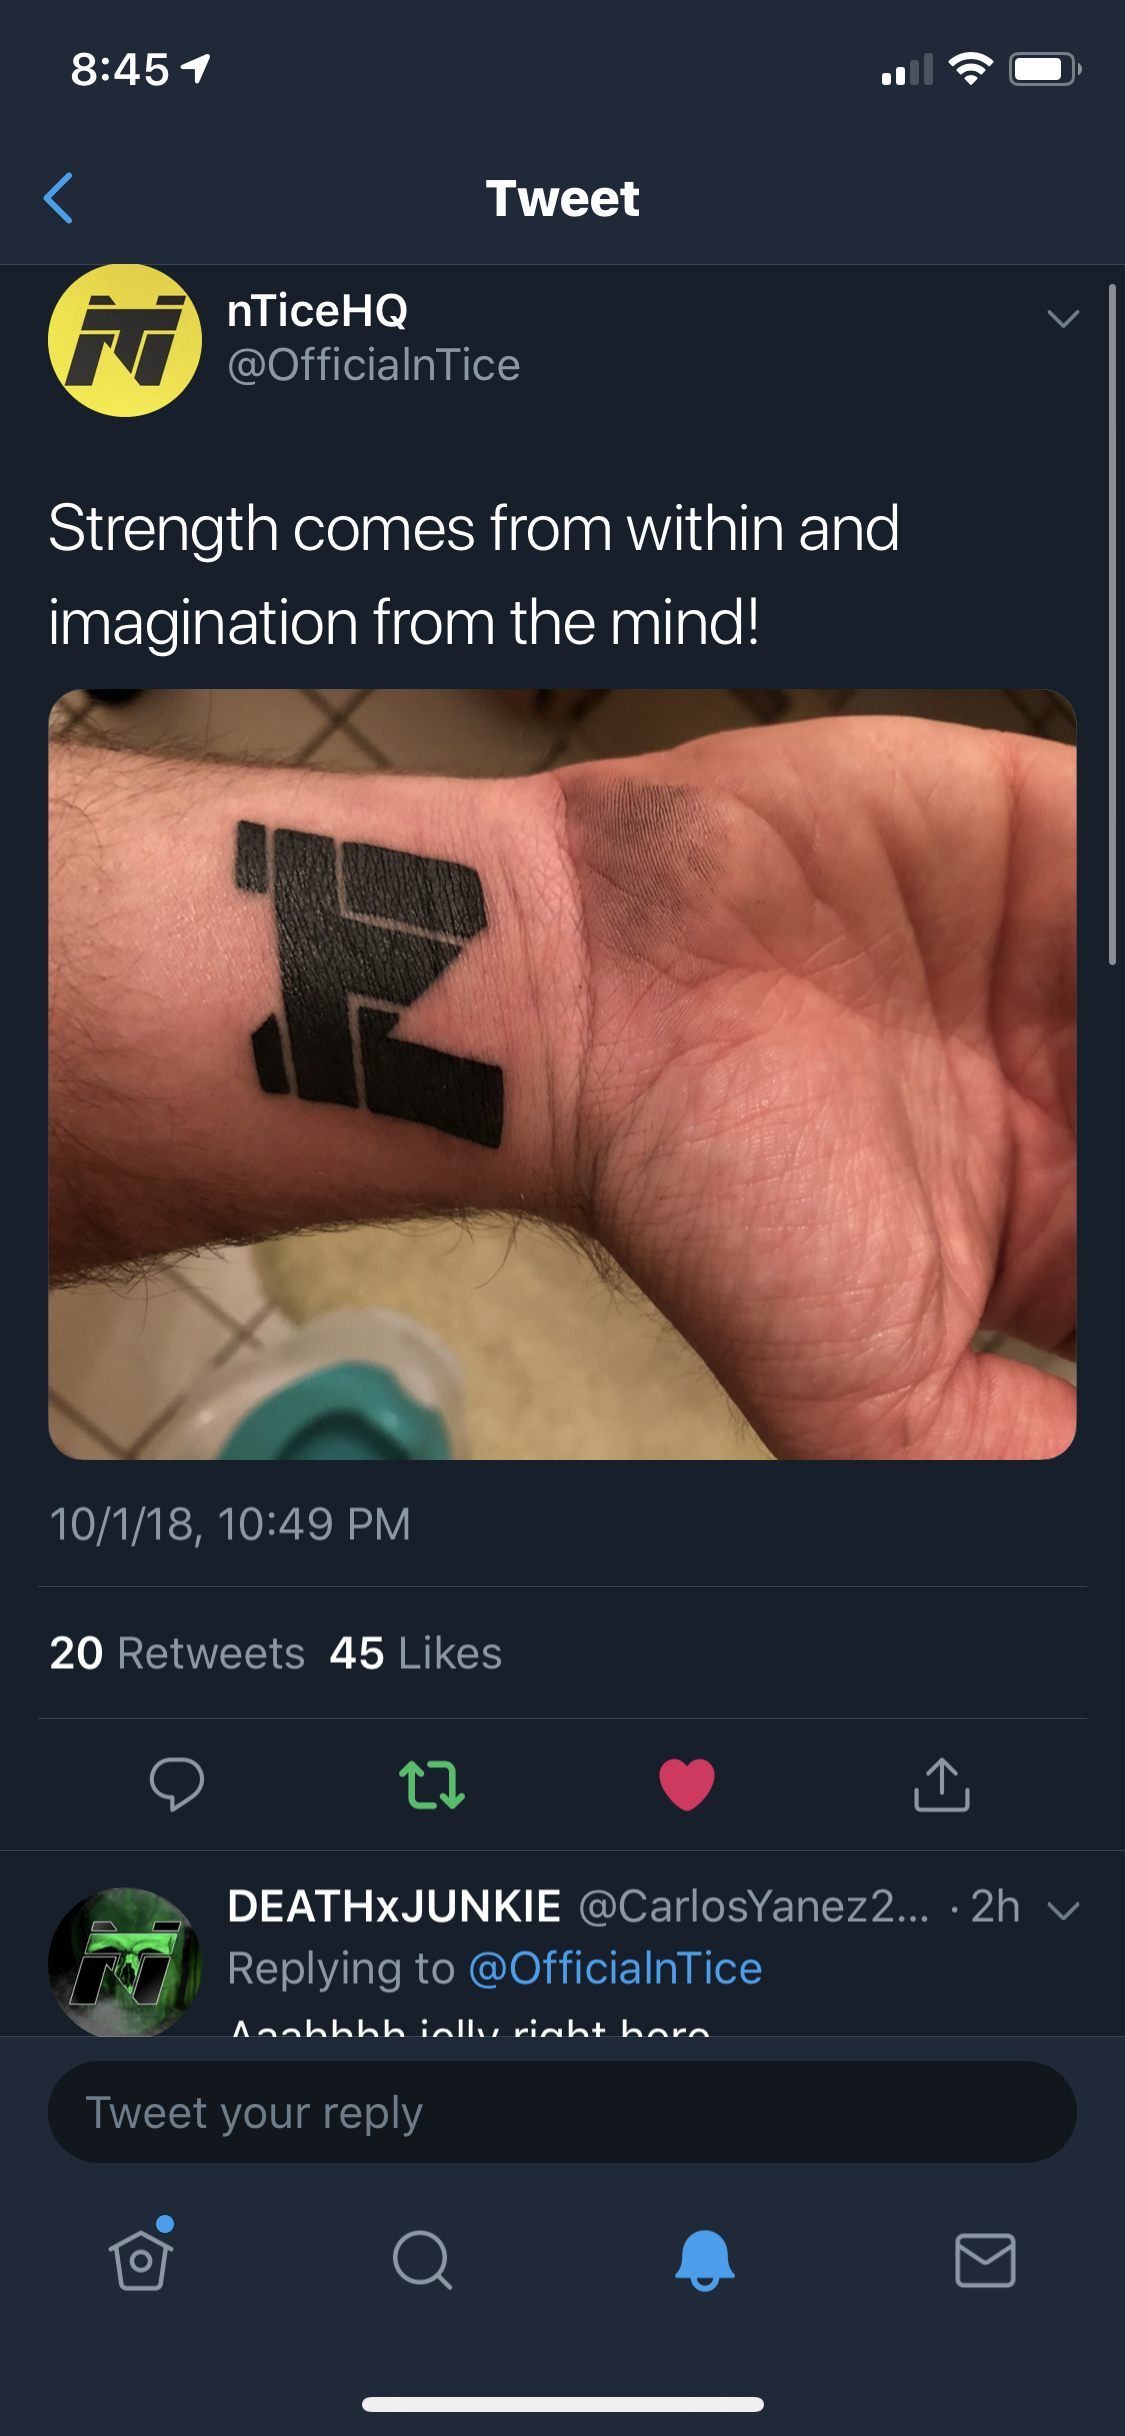 8:45
Tweet
nTiceHQ
@OfficialnTice
Strength comes from within and
imagination from the mind!
10/1/18, 10:49 PM
20 Retweets 45 Likes
DEATHxJUNKIE @CarlosYanez2... · 2h
Replying to @OfficialnTice
Aaahhhh jelly right here
Tweet your reply